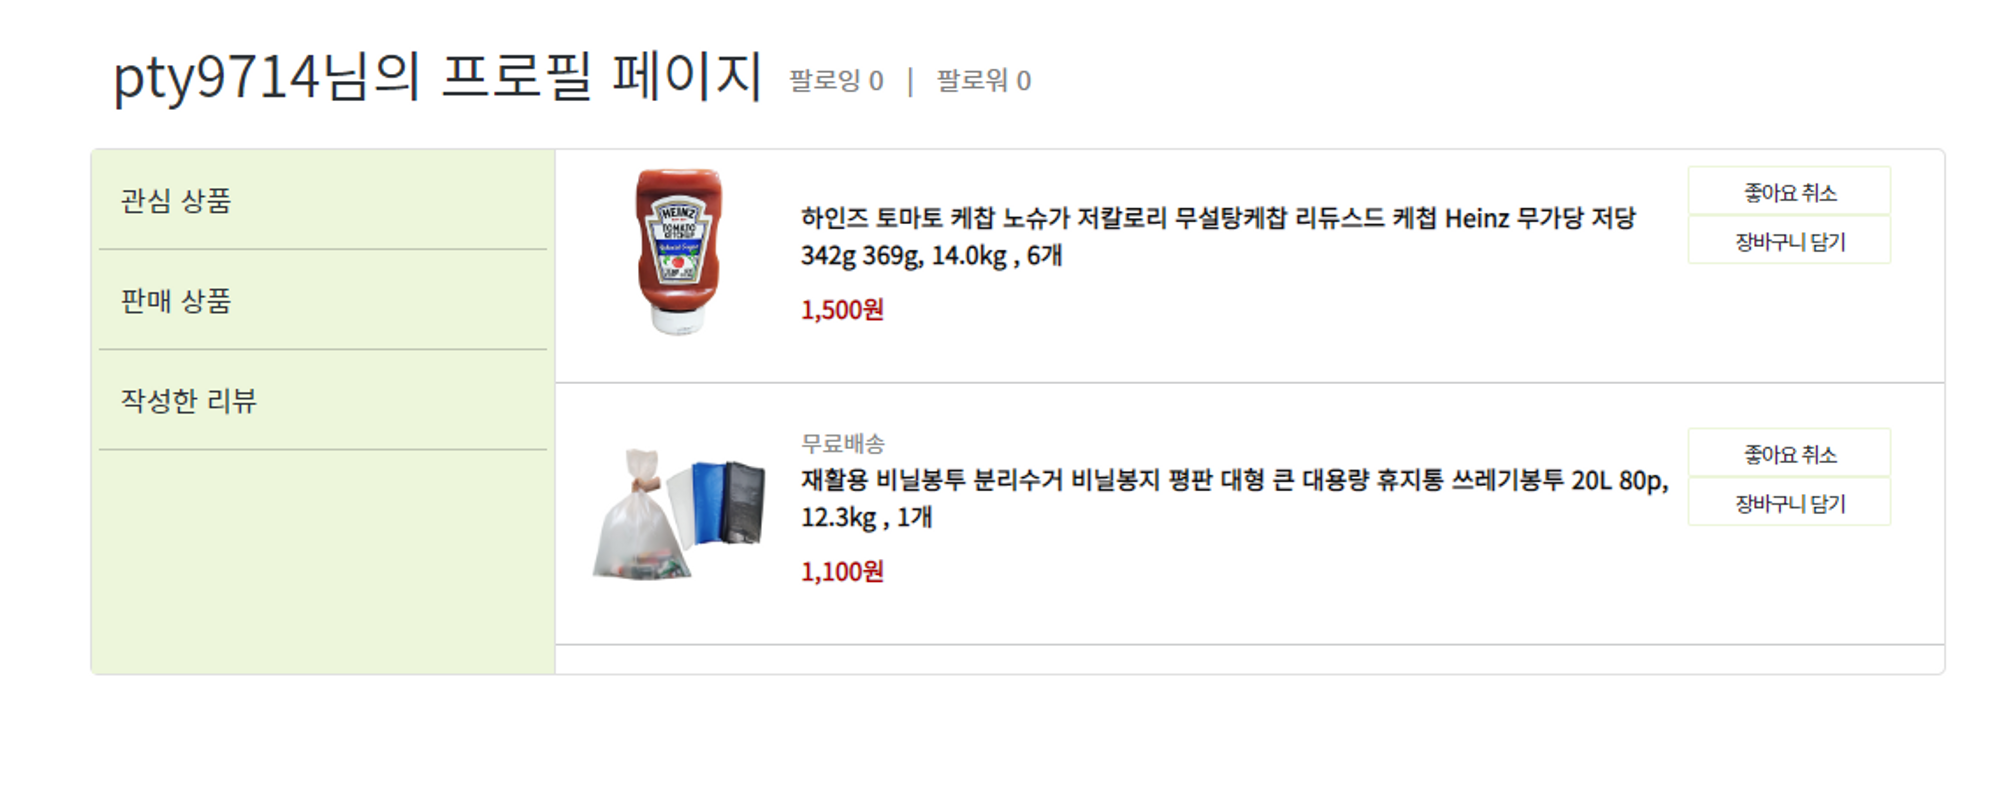 pty9714님의 프로필 페이지 팔로잉 0 | 팔로워 0
관심 상품
판매 상품
작성한 리뷰
HEINZ
TOMATO
KETCHUP
하인즈 토마토 케찹 노슈가 저칼로리 무설탕케찹 리듀스드 케첩 Heinz 무가당 저당
342g 369g, 14.0kg , 6개
1,500원
좋아요 취소
장바구니 담기
무료배송
재활용 비닐봉투 분리수거 비닐봉지 평판 대형 큰 대용량 휴지통 쓰레기봉투 20L 80p,
12.3kg , 1개
1,100원
좋아요 취소
장바구니 담기